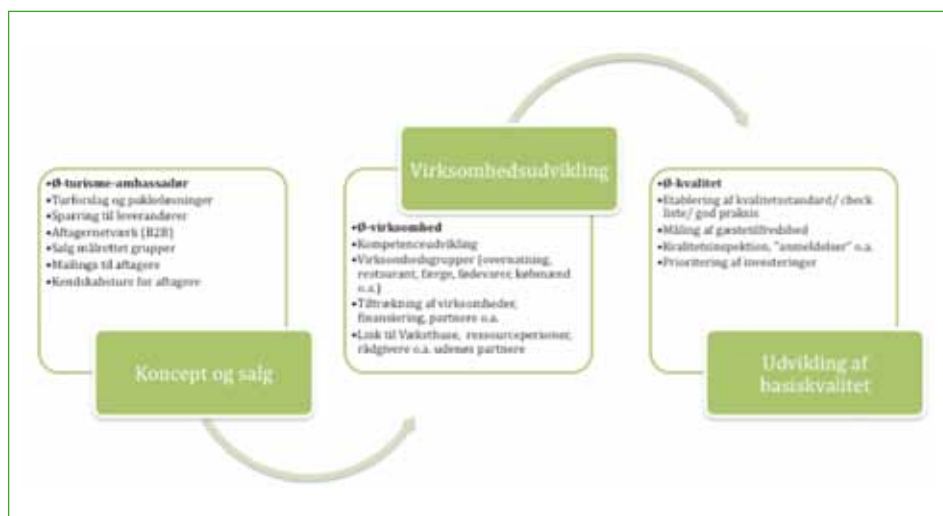 •Ø-turisme-ambassadør
•Turforslag og pakkeløsninger
•Sparring til leverandører
•Aftagernetværk (B2B)
•Salg målrettet grupper
•Mailings til aftagere
•Kendskabsture for aftagere
Koncept og salg
Virksomhedsudvikling
•Ø-virksomhed
•Kompetenceudvikling
•Virksomhedsgrupper (overnatning,
restaurant, færge, fødevarer, købmænd
o.a.)
•Tiltrækning af virksomheder,
finansiering, partnere o.a.
•Link til Væksthuse, ressourcepersoner,
rådgivere o.a. udenøs partnere
•Ø-kvalitet
•Etablering af kvalitetsstandard/ check
liste/ god praksis
•Måling af gæstetilfredshed
•Kvalitetsinspektion, "anmeldelser" o.a.
•Prioritering af investeringer
Udvikling af
basiskvalitet